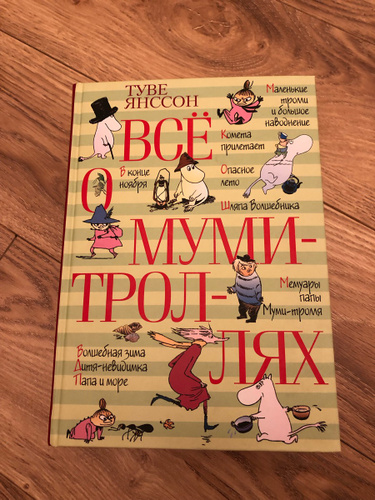 ТУВЕ
ЯНССОН
Маленькие
тролли
и большое
наводнение
ВСЁ
Комета
прилетает
О
В конце
ноября
Опасное
лето
Шляпа Волшебника
МУМИ-
Мемуары
папы
Муми-тролля
ТРОЛ-
Волшебная зима
Дитя-невидимка
Папа и море
ЛЯХ